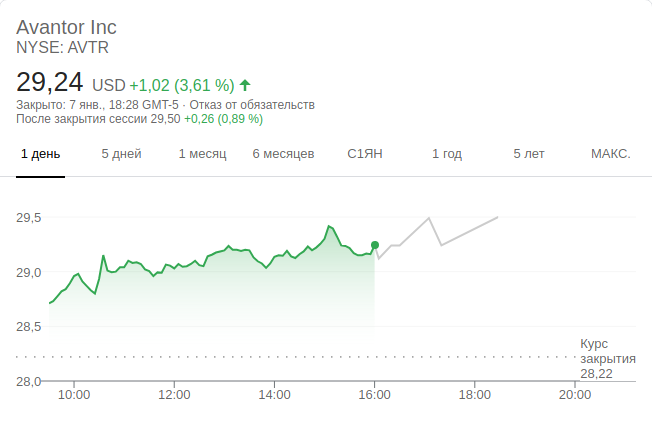 Avantor Inc
NYSE: AVTR
29,24 USD +1,02 (3,61 %)
Закрыто: 7 янв., 18:28 GMT-5 · Отказ от обязательств
После закрытия сессии 29,50 +0,26 (0,89 %)
1 день 5 дней 1 месяц 6 месяцев С1ЯН 1 год 5 лет МАКС.
29,5
29,0
28,5
Курс
закрытия
28,22
28,0
10:00 12:00 14:00 16:00 18:00 20:00